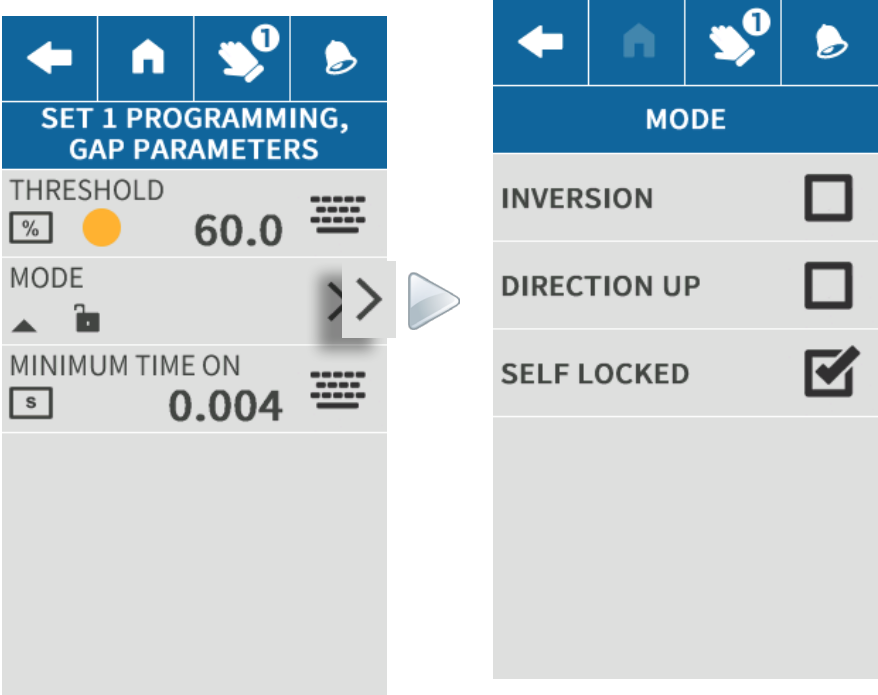 1
SET 1 PROGRAMMING,
GAP PARAMETERS
THRESHOLD
% 60.0
MODE
MINIMUM TIME ON
s 0.004
1
MODE
INVERSION
DIRECTION UP
SELF LOCKED